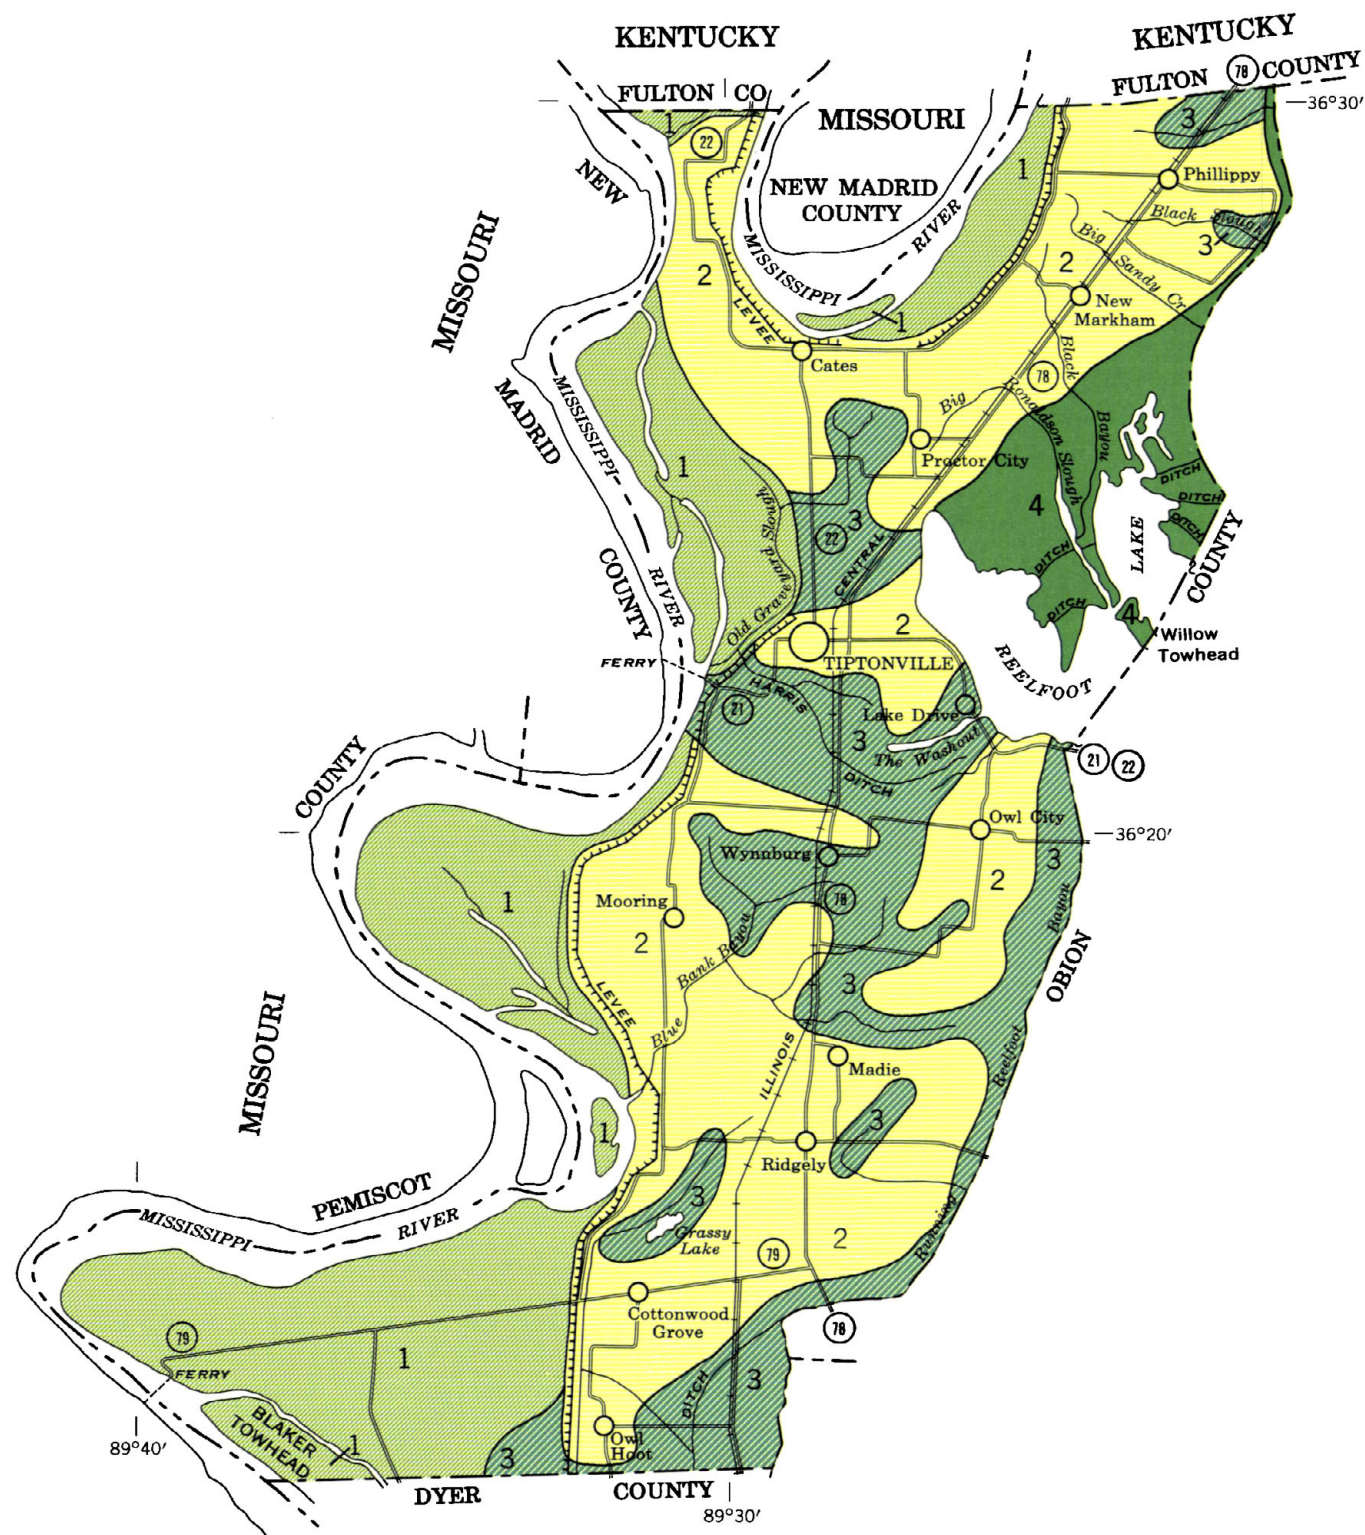 KENTUCKY
KENTUCKY
FULTON CO
FULTON 78 COUNTY
36°30′
MISSOURI
NEW MADRID
COUNTY
MISSISSIPPI
RIVER
NEW
MADRID
COUNTY
MISSOURI
1
22
3
Phillippy
1
Black Slough
3
Big Sandy Cr
2
2
New
Markham
LEVEE
1
Cates
78
Black
Bayou
Big
Ronaldson Slough
Proctor City
MISSISSIPPI
RIVER
1
Old Graveyard Slough
3
22
CENTRAL
4
DITCH
DITCH
DITCH
DITCH
DITCH
LAKE
REELFOOT
4
Willow
Towhead
COUNTY
2
TIPTONVILLE
FERRY
HARRIS
DITCH
21
Lake Drive
3
The Washout
21
22
COUNTY
Owl City
36°20′
Wynnburg
3
2
78
Mooring
1
2
Blue Bank Bayou
LEVEE
3
OBION
Bayou
Reelfoot
Running
MISSOURI
ILLINOIS
Madie
3
1
Ridgely
PEMISCOT
MISSISSIPPI
RIVER
3
Grassy
Lake
79
2
Cottonwood
Grove
78
79
1
FERRY
3
DITCH
BLAKER
TOWHEAD
1
3
Owl
Hoot
89°40′
DYER
COUNTY
89°30′